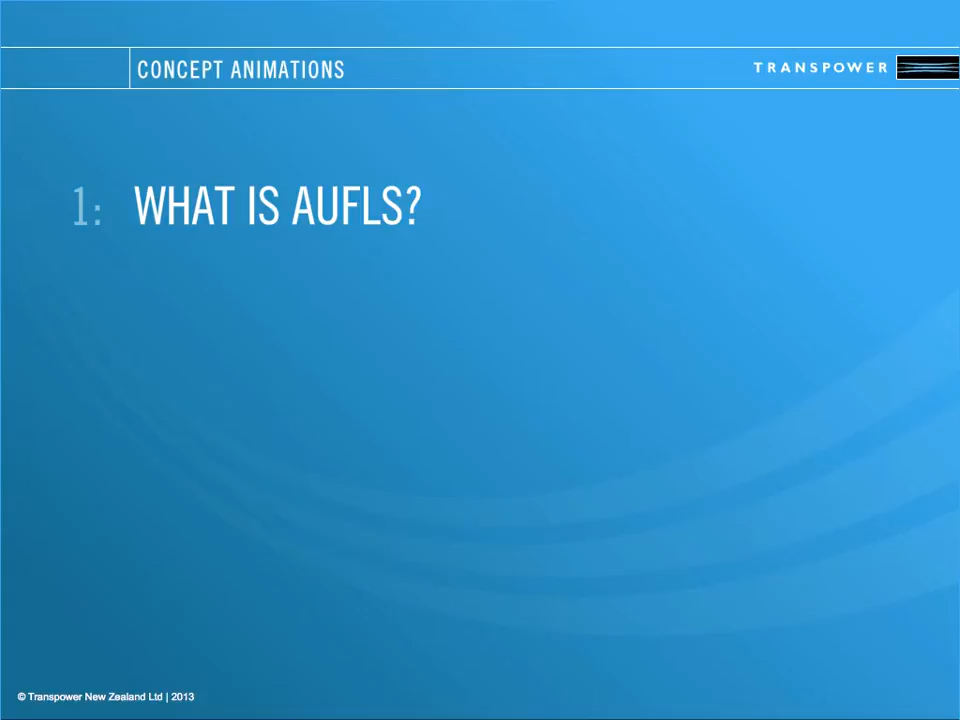 CONCEPT ANIMATIONS
TRANSPOWER
1: WHAT IS AUFLS?
© Transpower New Zealand Ltd | 2013